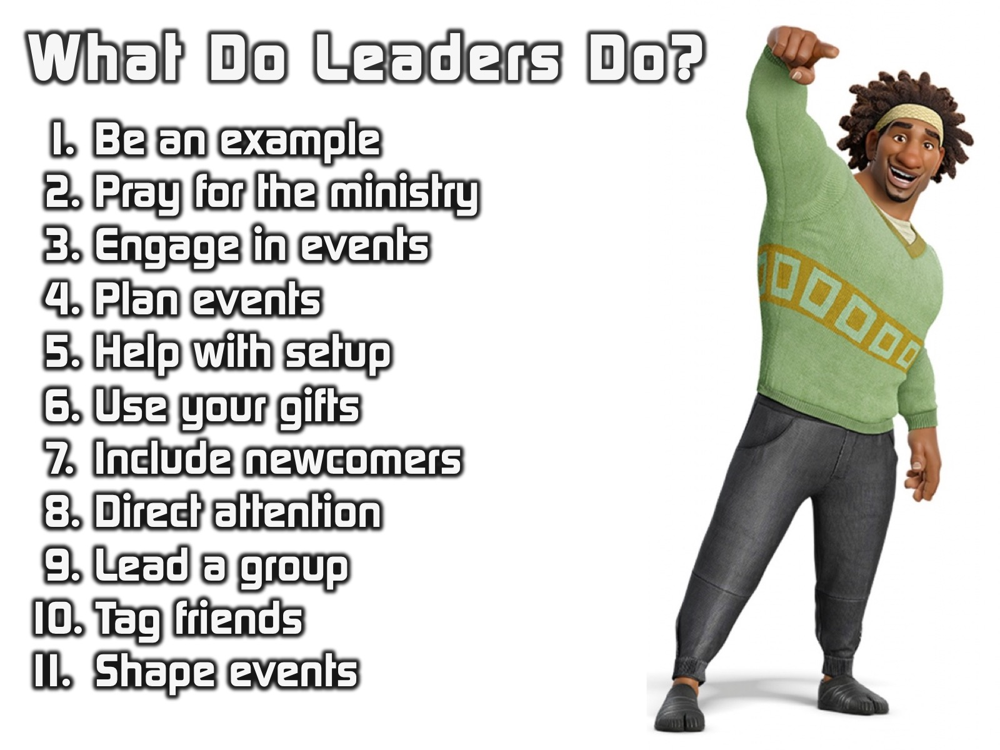 What Do Leaders Do?
1. Be an example
2. Pray for the ministry
3. Engage in events
4. Plan events
5. Help with setup
6. Use your gifts
7. Include newcomers
8. Direct attention
9. Lead a group
10. Tag friends
11. Shape events